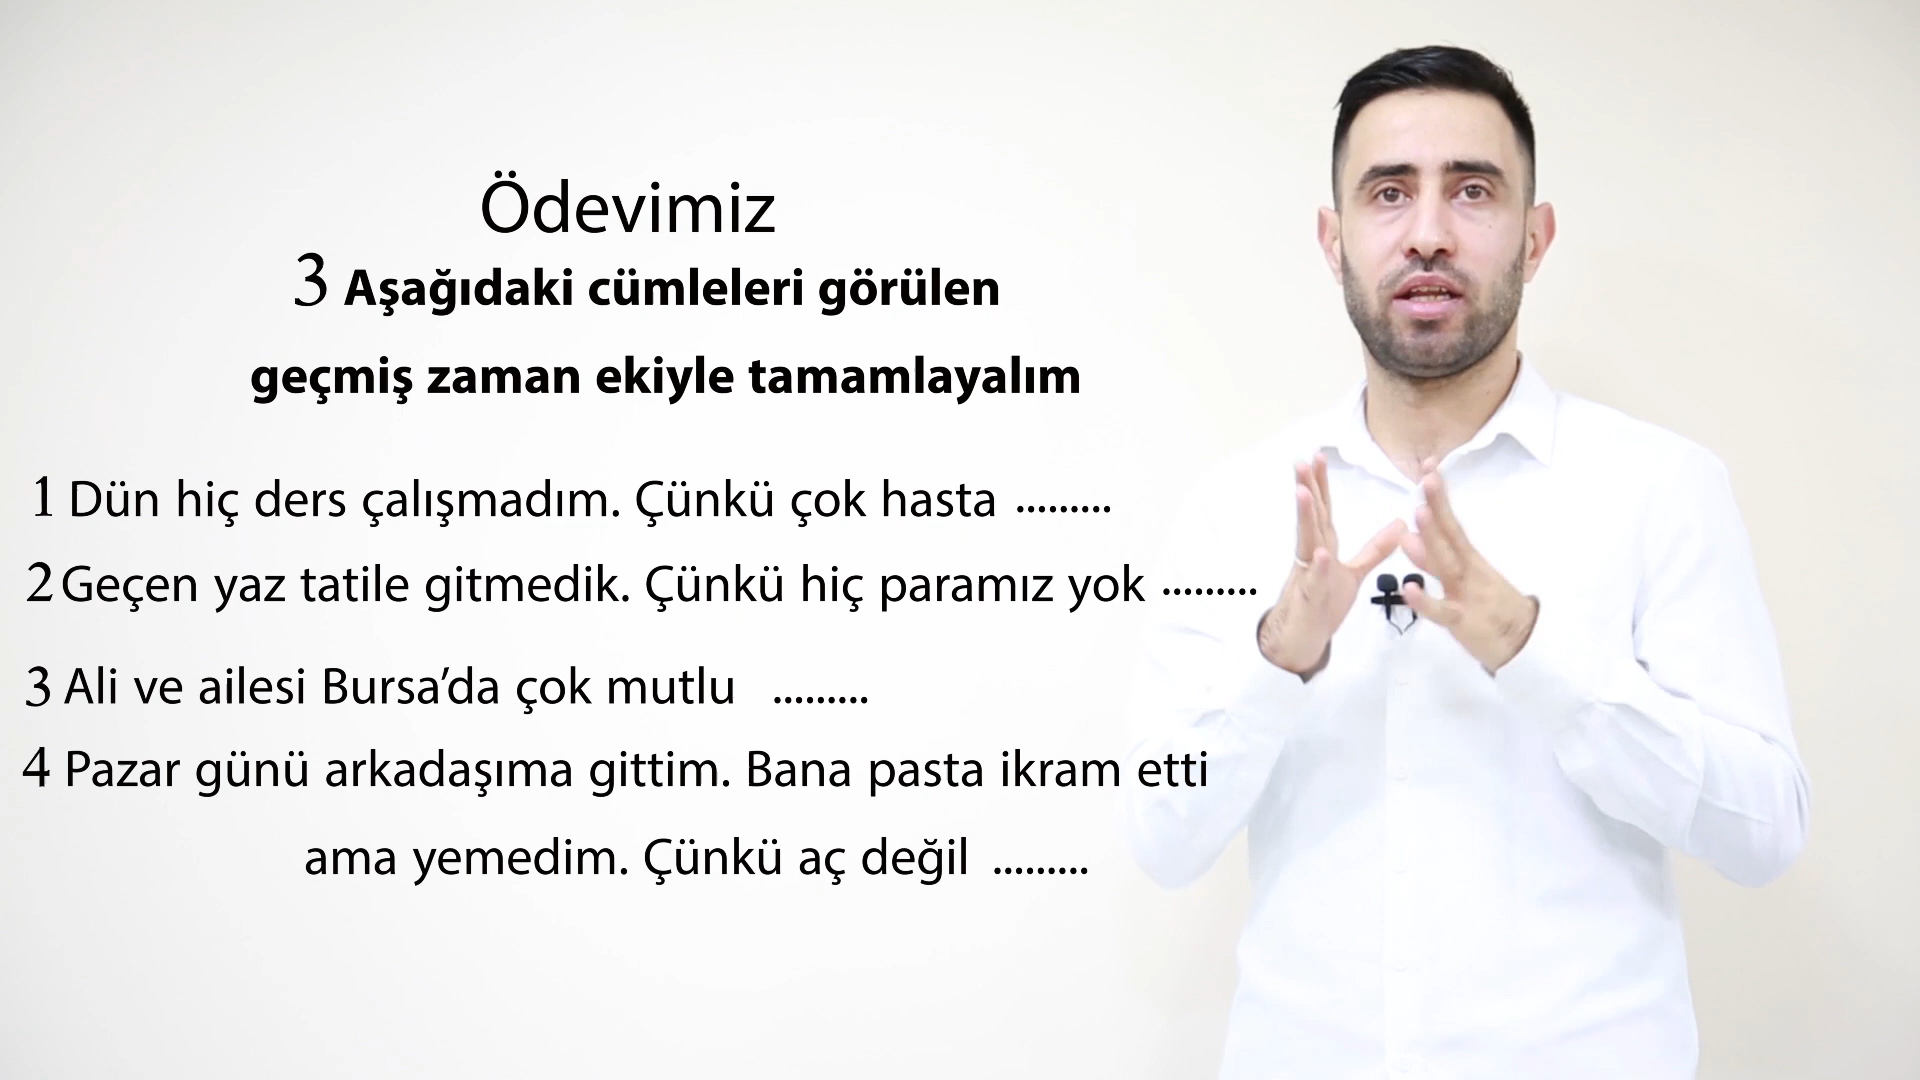 Ödevimiz
3 Aşağıdaki cümleleri görülen
geçmiş zaman ekiyle tamamlayalım
1 Dün hiç ders çalışmadım. Çünkü çok hasta .........
2 Geçen yaz tatile gitmedik. Çünkü hiç paramız yok .........
3 Ali ve ailesi Bursa’da çok mutlu .........
4 Pazar günü arkadaşıma gittim. Bana pasta ikram etti
ama yemedim. Çünkü aç değil .........